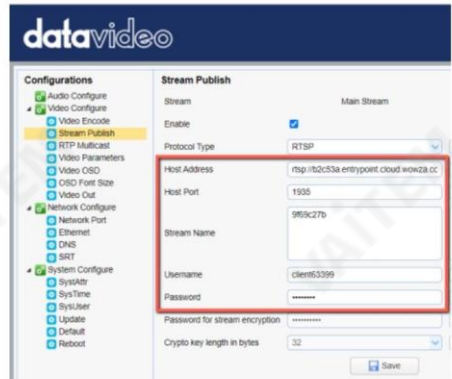 datavideo
Configurations
Audio Configure
Video Configure
Video Encode
Stream Publish
RTP Multicast
Video Parameters
Video OSD
OSD Font Size
Video Out
Network Configure
Network Port
Ethernet
DNS
SRT
System Configure
SystAttr
SysTime
SysUser
Update
Default
Reboot
Stream Publish
Stream Main Stream
Enable
Protocol Type RTSP
Host Address rtsp://b2c53a.entrypoint.cloud.wowza.cc
Host Port 1935
Stream Name 9f69c27b
Username client63399
Password ••••••••
Password for stream encryption ••••••••••
Crypto key length in bytes 32
Save
VAITEM